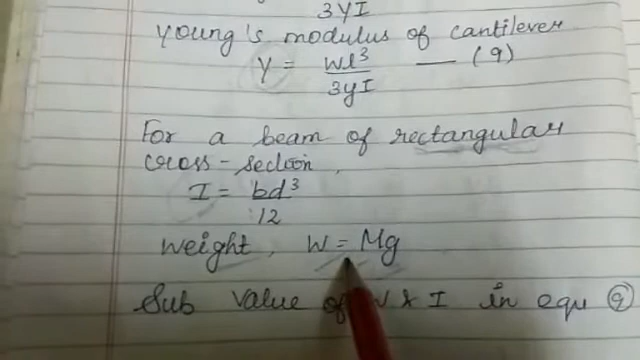 3YI
Young's modulus of cantilever
Y = Wl³/3yI — (9)
For a beam of rectangular
cross-section,
I = bd³/12
Weight, W = Mg
Sub value of W & I in equ (9)